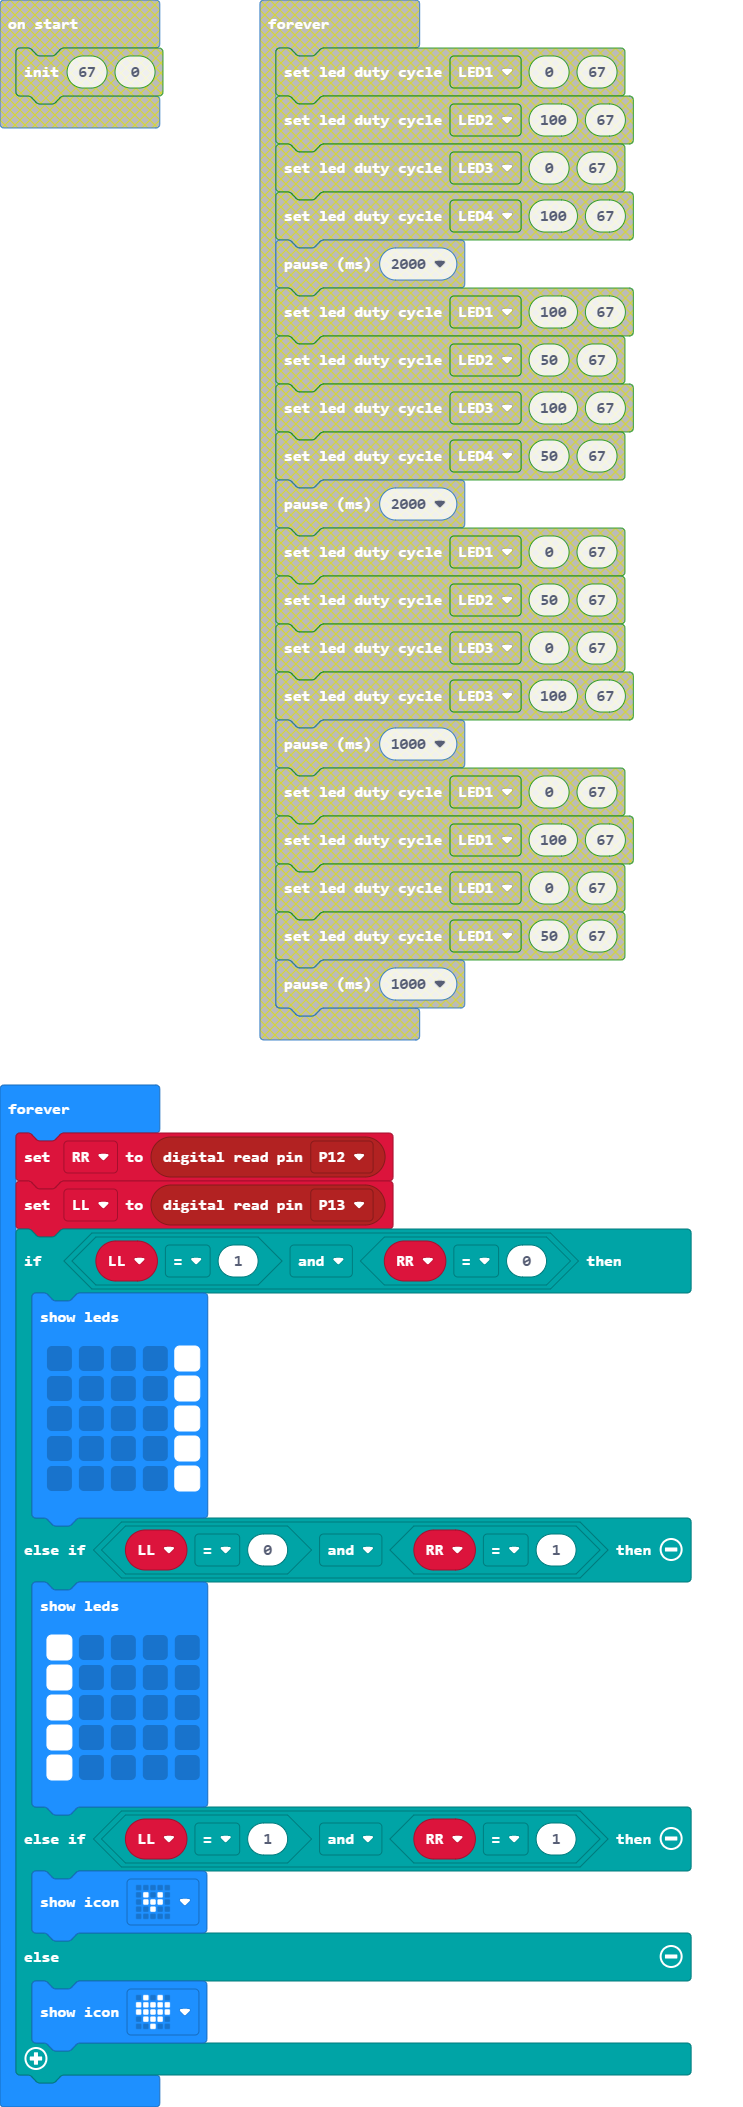 on start
init 67 0
forever
set led duty cycle LED1 0 67
set led duty cycle LED2 100 67
set led duty cycle LED3 0 67
set led duty cycle LED4 100 67
pause (ms) 2000
set led duty cycle LED1 100 67
set led duty cycle LED2 50 67
set led duty cycle LED3 100 67
set led duty cycle LED4 50 67
pause (ms) 2000
set led duty cycle LED1 0 67
set led duty cycle LED2 50 67
set led duty cycle LED3 0 67
set led duty cycle LED3 100 67
pause (ms) 1000
set led duty cycle LED1 0 67
set led duty cycle LED1 100 67
set led duty cycle LED1 0 67
set led duty cycle LED1 50 67
pause (ms) 1000
forever
set RR to digital read pin P12
set LL to digital read pin P13
if LL = 1 and RR = 0 then
show leds
else if LL = 0 and RR = 1 then
show leds
else if LL = 1 and RR = 1 then
show icon
else
show icon